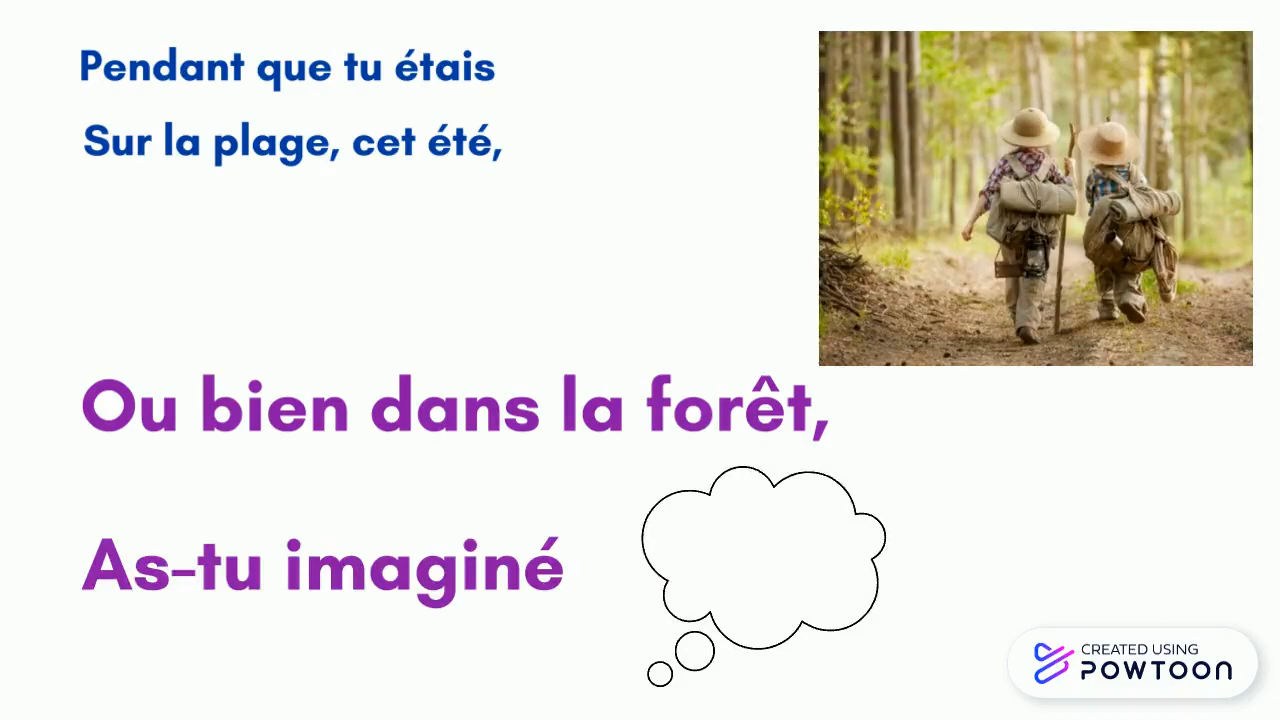 Pendant que tu étais
Sur la plage, cet été,
Ou bien dans la forêt,
As-tu imaginé
CREATED USING
POWTOON